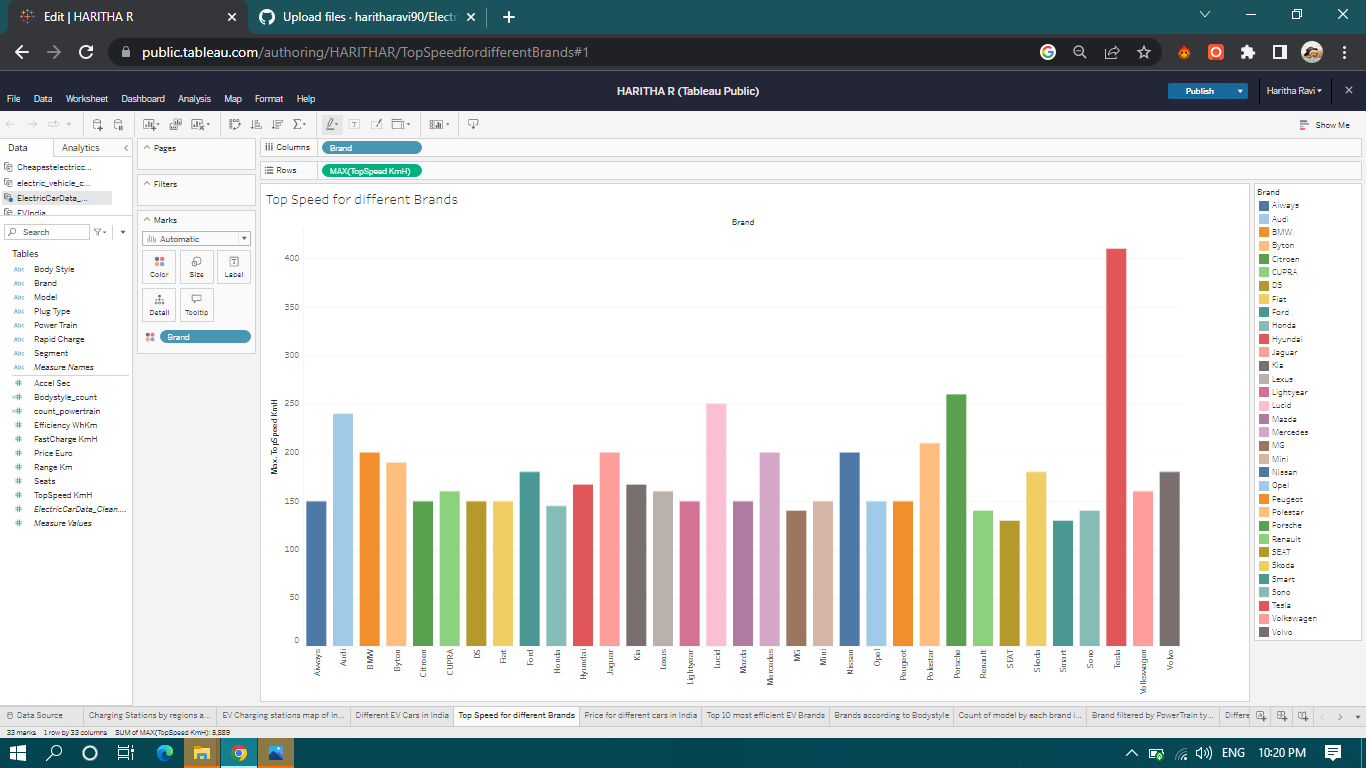 Edit | HARITHA R
Upload files · haritharavi90/Electr
public.tableau.com/authoring/HARITHAR/TopSpeedfordifferentBrands#1
HARITHA R (Tableau Public)
Publish
Haritha Ravi
File Data Worksheet Dashboard Analysis Map Format Help
Show Me
Data Analytics
Cheapestelectricc...
electric_vehicle_c...
ElectricCarData_...
EVIndia
Search
Tables
Abc Body Style
Abc Brand
Abc Model
Abc Plug Type
Abc Power Train
Abc Rapid Charge
Abc Segment
Abc Measure Names
Accel Sec
Bodystyle_count
count_powertrain
Efficiency WhKm
FastCharge KmH
Price Euro
Range Km
Seats
TopSpeed KmH
ElectricCarData_Clean....
Measure Values
Pages
Filters
Marks
Automatic
Color Size Label
Detail Tooltip
Brand
Columns Brand
Rows MAX(TopSpeed KmH)
Top Speed for different Brands
Brand
Max. TopSpeed KmH
400
350
300
250
200
150
100
50
0
Aiways
Audi
BMW
Byton
Citroen
CUPRA
DS
Fiat
Ford
Honda
Hyundai
Jaguar
Kia
Lexus
Lightyear
Lucid
Mazda
Mercedes
MG
Mini
Nissan
Opel
Peugeot
Polestar
Porsche
Renault
SEAT
Skoda
Smart
Sono
Tesla
Volkswagen
Volvo
Brand
Aiways
Audi
BMW
Byton
Citroen
CUPRA
DS
Fiat
Ford
Honda
Hyundai
Jaguar
Kia
Lexus
Lightyear
Lucid
Mazda
Mercedes
MG
Mini
Nissan
Opel
Peugeot
Polestar
Porsche
Renault
SEAT
Skoda
Smart
Sono
Tesla
Volkswagen
Volvo
Data Source Charging Stations by regions a... EV Charging stations map of In... Different EV Cars in India Top Speed for different Brands Price for different cars in India Top 10 most efficient EV Brands Brands according to Bodystyle Count of model by each brand i... Brand filtered by PowerTrain ty... Differe
33 marks 1 row by 33 columns SUM of MAX(TopSpeed KmH): 5,889
ENG 10:20 PM